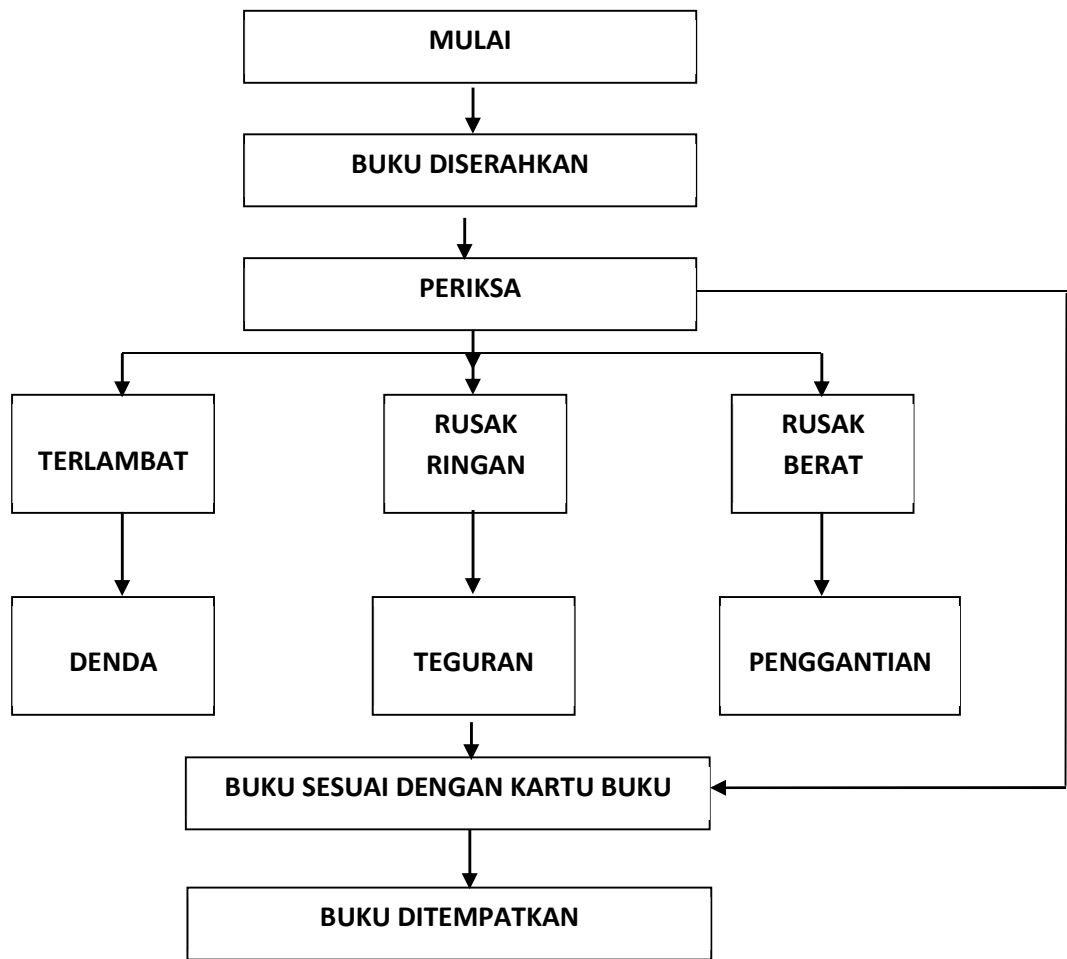 MULAI
BUKU DISERAHKAN
PERIKSA
TERLAMBAT
RUSAK
RINGAN
RUSAK
BERAT
DENDA
TEGURAN
PENGGANTIAN
BUKU SESUAI DENGAN KARTU BUKU
BUKU DITEMPATKAN